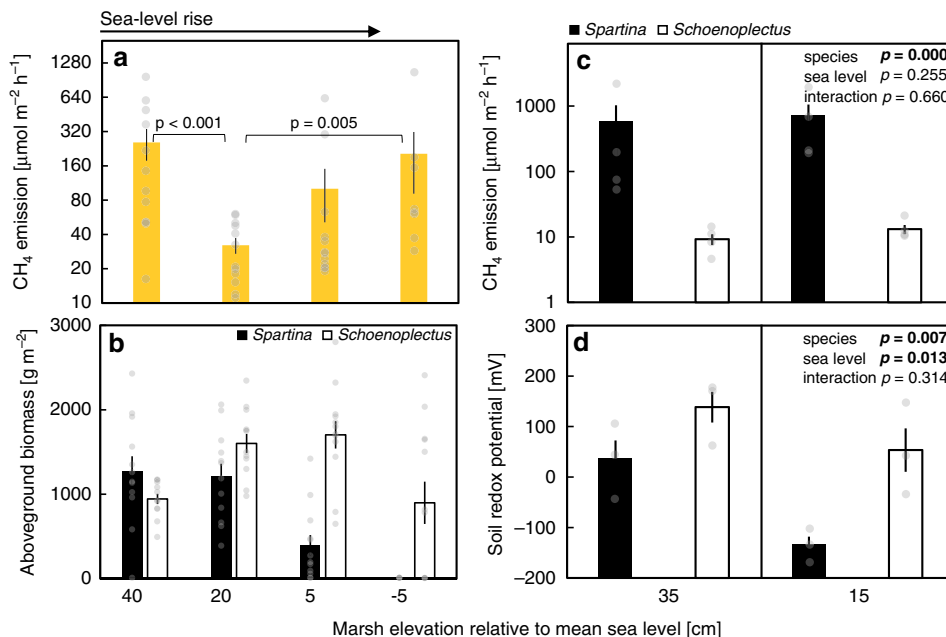 Sea-level rise
a
CH₄ emission [µmol m⁻² h⁻¹]
1280
640
320
160
80
40
20
10
p < 0.001
p = 0.005
Spartina Schoenoplectus
c
species p = 0.000
sea level p = 0.255
interaction p = 0.660
CH₄ emission [µmol m⁻² h⁻¹]
1000
100
10
1
b
Spartina Schoenoplectus
Aboveground biomass [g m⁻²]
3000
2000
1000
0
40 20 5 -5
d
species p = 0.007
sea level p = 0.013
interaction p = 0.314
Soil redox potential [mV]
300
200
100
0
−100
−200
35 15
Marsh elevation relative to mean sea level [cm]